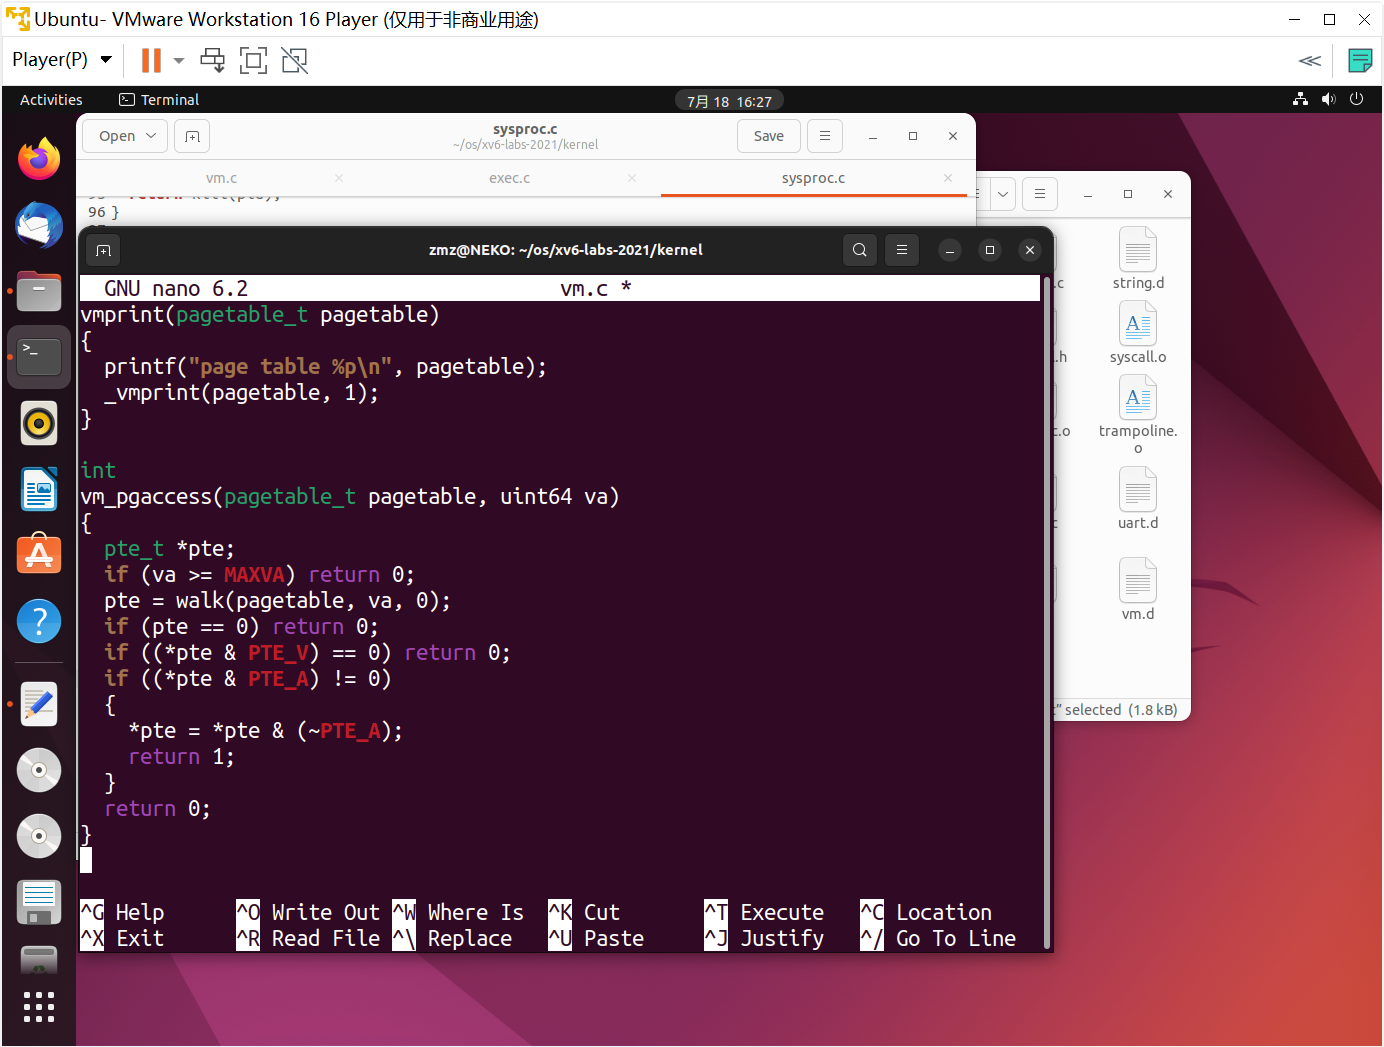 Ubuntu- VMware Workstation 16 Player (仅用于非商业用途)
Player(P)
Activities
Terminal
7月 18 16:27
Open
sysproc.c
~/os/xv6-labs-2021/kernel
Save
vm.c
exec.c
sysproc.c
96 }
zmz@NEKO: ~/os/xv6-labs-2021/kernel
GNU nano 6.2 vm.c *
vmprint(pagetable_t pagetable)
{
printf("page table %p\n", pagetable);
_vmprint(pagetable, 1);
}
int
vm_pgaccess(pagetable_t pagetable, uint64 va)
{
pte_t *pte;
if (va >= MAXVA) return 0;
pte = walk(pagetable, va, 0);
if (pte == 0) return 0;
if ((*pte & PTE_V) == 0) return 0;
if ((*pte & PTE_A) != 0)
{
*pte = *pte & (~PTE_A);
return 1;
}
return 0;
}
^G Help ^O Write Out ^W Where Is ^K Cut ^T Execute ^C Location
^X Exit ^R Read File ^\ Replace ^U Paste ^J Justify ^/ Go To Line
.c
string.d
.h
syscall.o
c.o
trampoline.
o
uart.d
vm.d
" selected (1.8 kB)